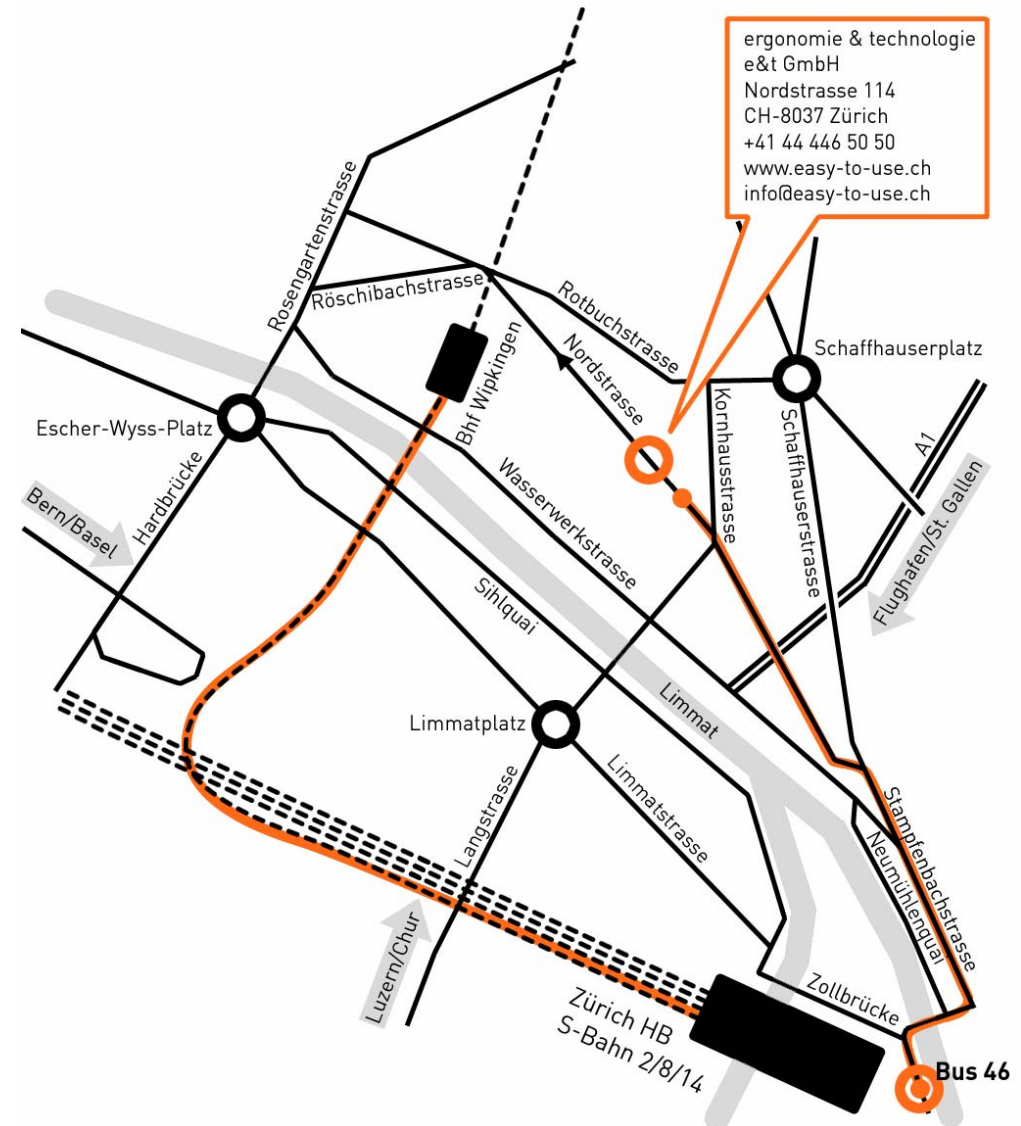 ergonomie & technologie
e&t GmbH
Nordstrasse 114
CH-8037 Zürich
+41 44 446 50 50
www.easy-to-use.ch
info@easy-to-use.ch
Rosengartenstrasse
Röschibachstrasse
Rotbuchstrasse
Nordstrasse
Schaffhauserplatz
Bhf Wipkingen
Kornhausstrasse
Schaffhauserstrasse
A1
Escher-Wyss-Platz
Hardbrücke
Bern/Basel
Wasserwerkstrasse
Flughafen/St. Gallen
Sihlquai
Limmat
Limmatplatz
Limmatstrasse
Langstrasse
Stampfenbachstrasse
Neumühlenquai
Luzern/Chur
Zollbrücke
Zürich HB
S-Bahn 2/8/14
Bus 46